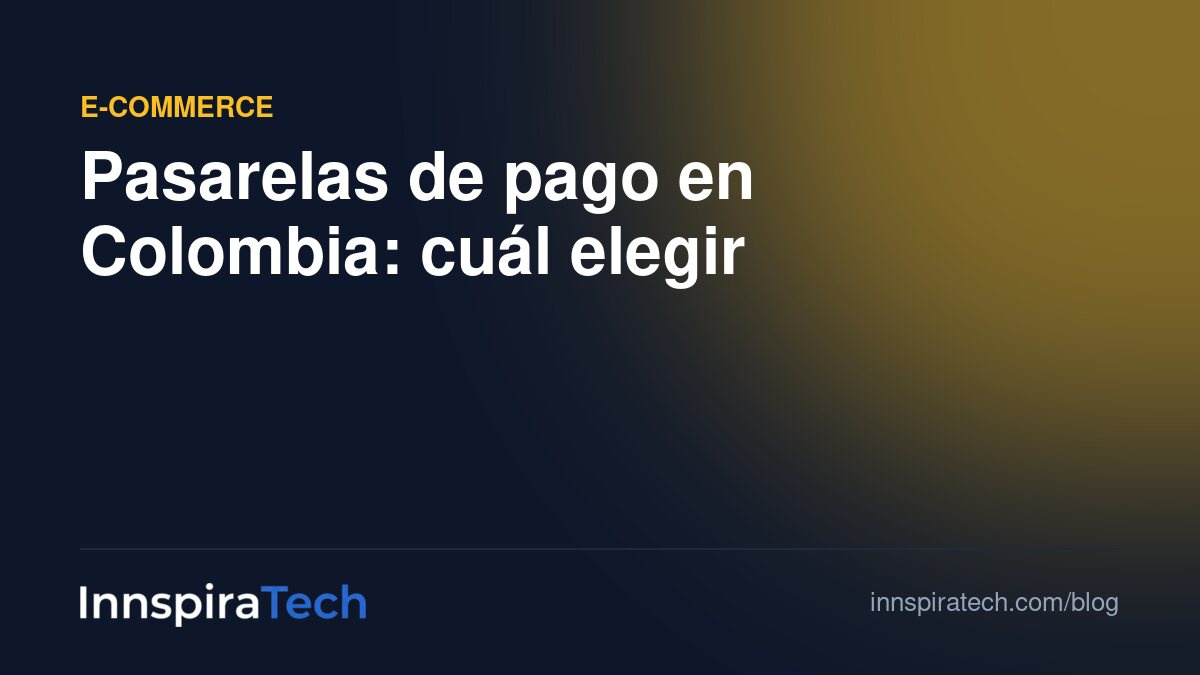 E-COMMERCE
Pasarelas de pago en
Colombia: cuál elegir
InnspiraTech
innspiratech.com/blog